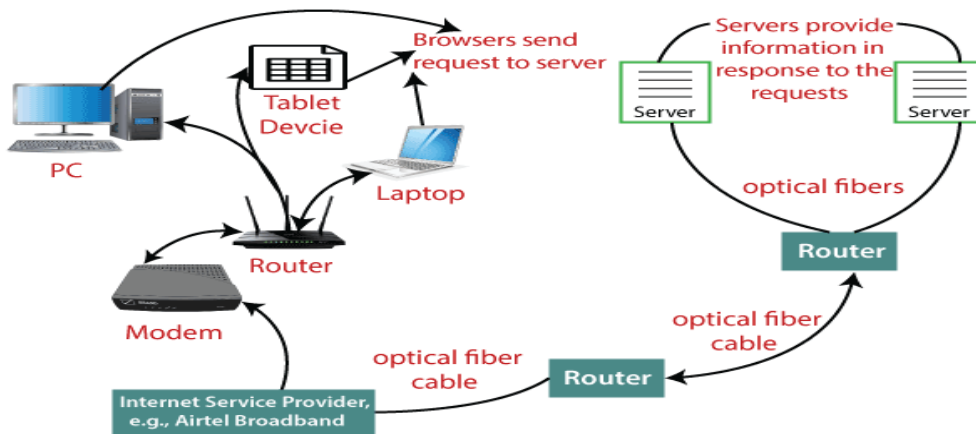 Browsers send
request to server
Servers provide
information in
response to the
requests
Server
Server
Tablet
Devcie
PC
Laptop
optical fibers
Router
Router
Modem
optical fiber
cable
optical fiber
cable
Router
Internet Service Provider,
e.g., Airtel Broadband